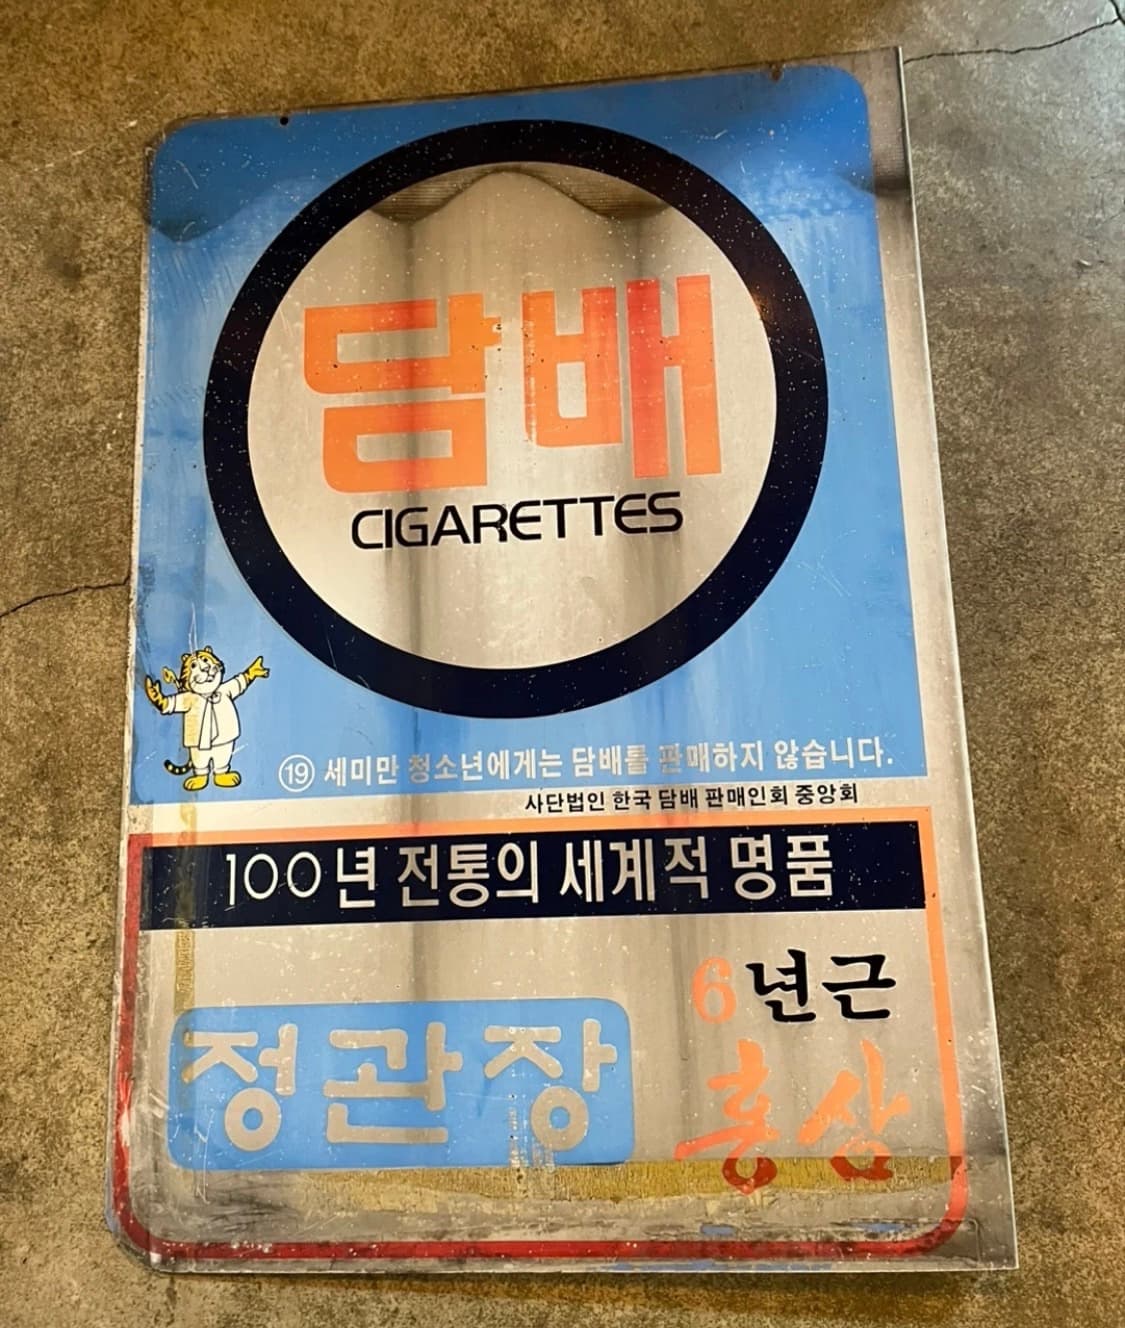 담배
CIGARETTES
⑲ 세미만 청소년에게는 담배를 판매하지 않습니다.
사단법인 한국 담배 판매인회 중앙회
100년 전통의 세계적 명품
정관장
6년근
홍삼